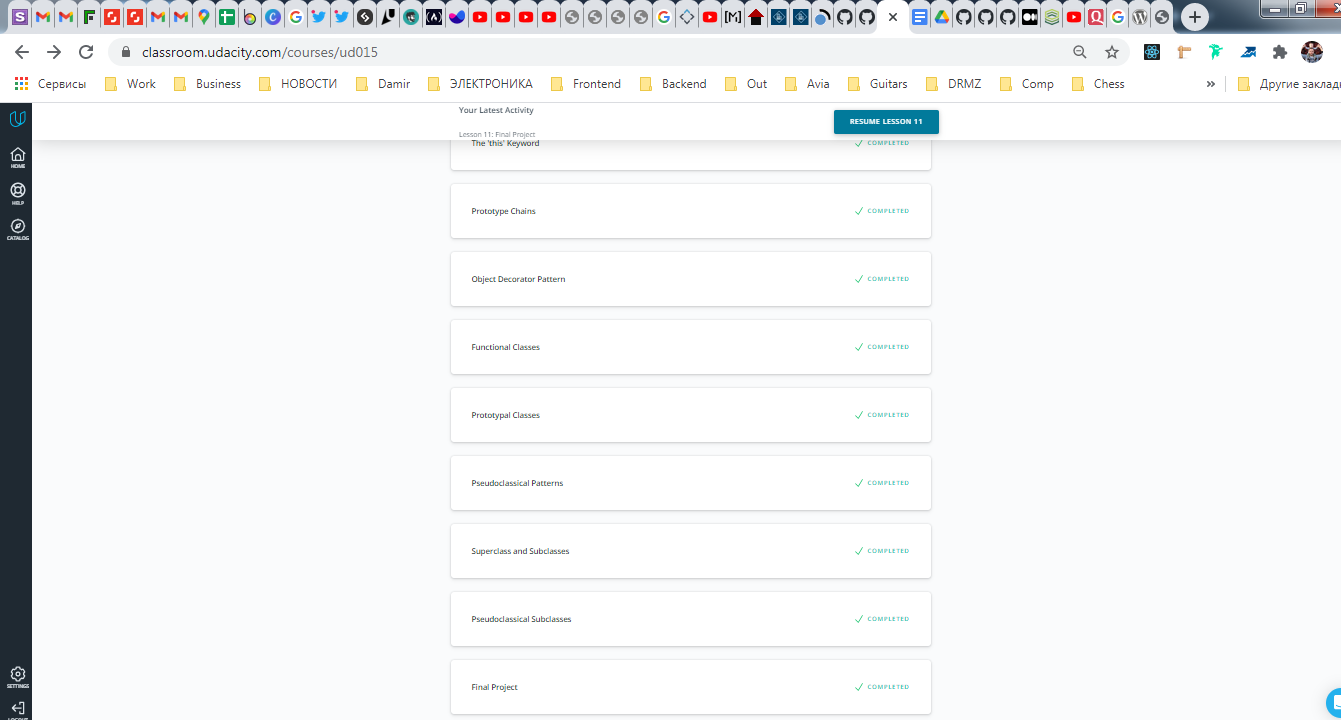 classroom.udacity.com/courses/ud015
Сервисы Work Business НОВОСТИ Damir ЭЛЕКТРОНИКА Frontend Backend Out Avia Guitars DRMZ Comp Chess » Другие заклад
Your Latest Activity
Lesson 11: Final Project
RESUME LESSON 11
HOME
HELP
CATALOG
The 'this' Keyword COMPLETED
Prototype Chains COMPLETED
Object Decorator Pattern COMPLETED
Functional Classes COMPLETED
Prototypal Classes COMPLETED
Pseudoclassical Patterns COMPLETED
Superclass and Subclasses COMPLETED
Pseudoclassical Subclasses COMPLETED
Final Project COMPLETED
SETTINGS
LOGOUT